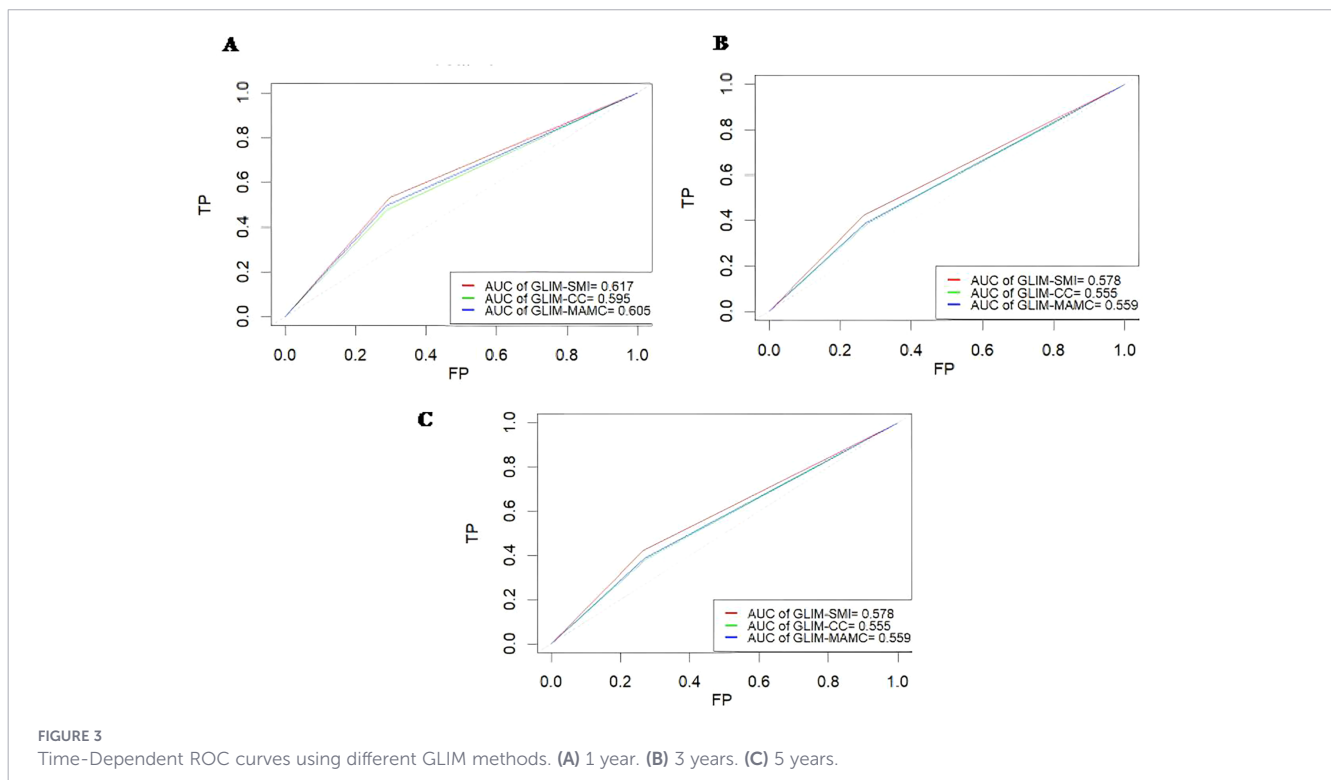 A
1.0
0.8
0.6
0.4
0.2
0.0
TP
AUC of GLIM-SMI= 0.617
AUC of GLIM-CC= 0.595
AUC of GLIM-MAMC= 0.605
0.0 0.2 0.4 0.6 0.8 1.0
FP
B
1.0
0.8
0.6
0.4
0.2
0.0
TP
AUC of GLIM-SMI= 0.578
AUC of GLIM-CC= 0.555
AUC of GLIM-MAMC= 0.559
0.0 0.2 0.4 0.6 0.8 1.0
FP
C
1.0
0.8
0.6
0.4
0.2
0.0
TP
AUC of GLIM-SMI= 0.578
AUC of GLIM-CC= 0.555
AUC of GLIM-MAMC= 0.559
0.0 0.2 0.4 0.6 0.8 1.0
FP
FIGURE 3
Time-Dependent ROC curves using different GLIM methods. (A) 1 year. (B) 3 years. (C) 5 years.